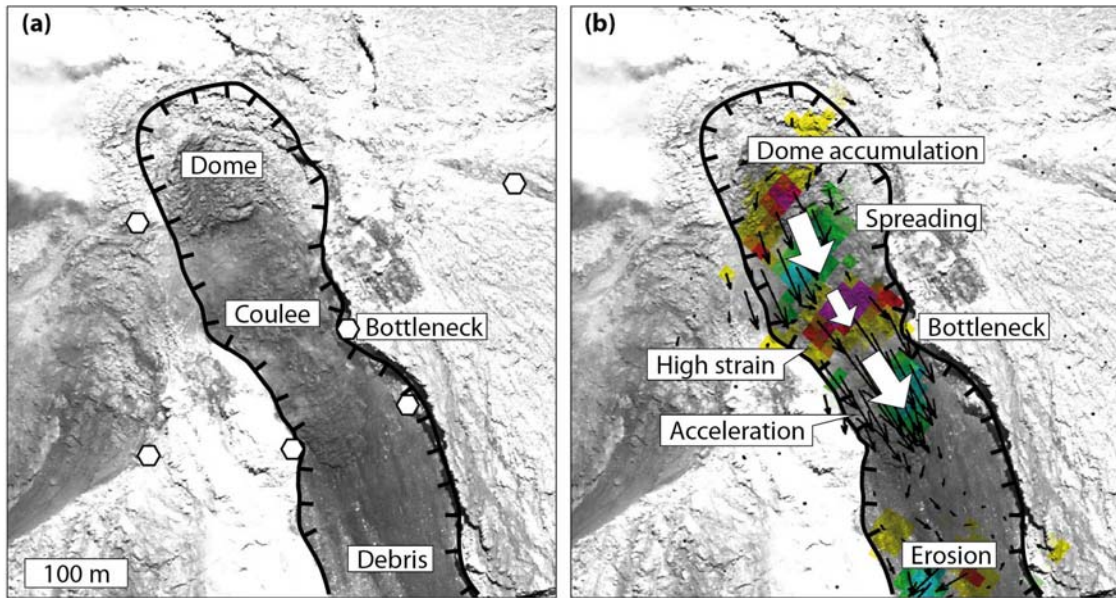 (a)
Dome
Coulee
Bottleneck
Debris
100 m
(b)
Dome accumulation
Spreading
Bottleneck
High strain
Acceleration
Erosion